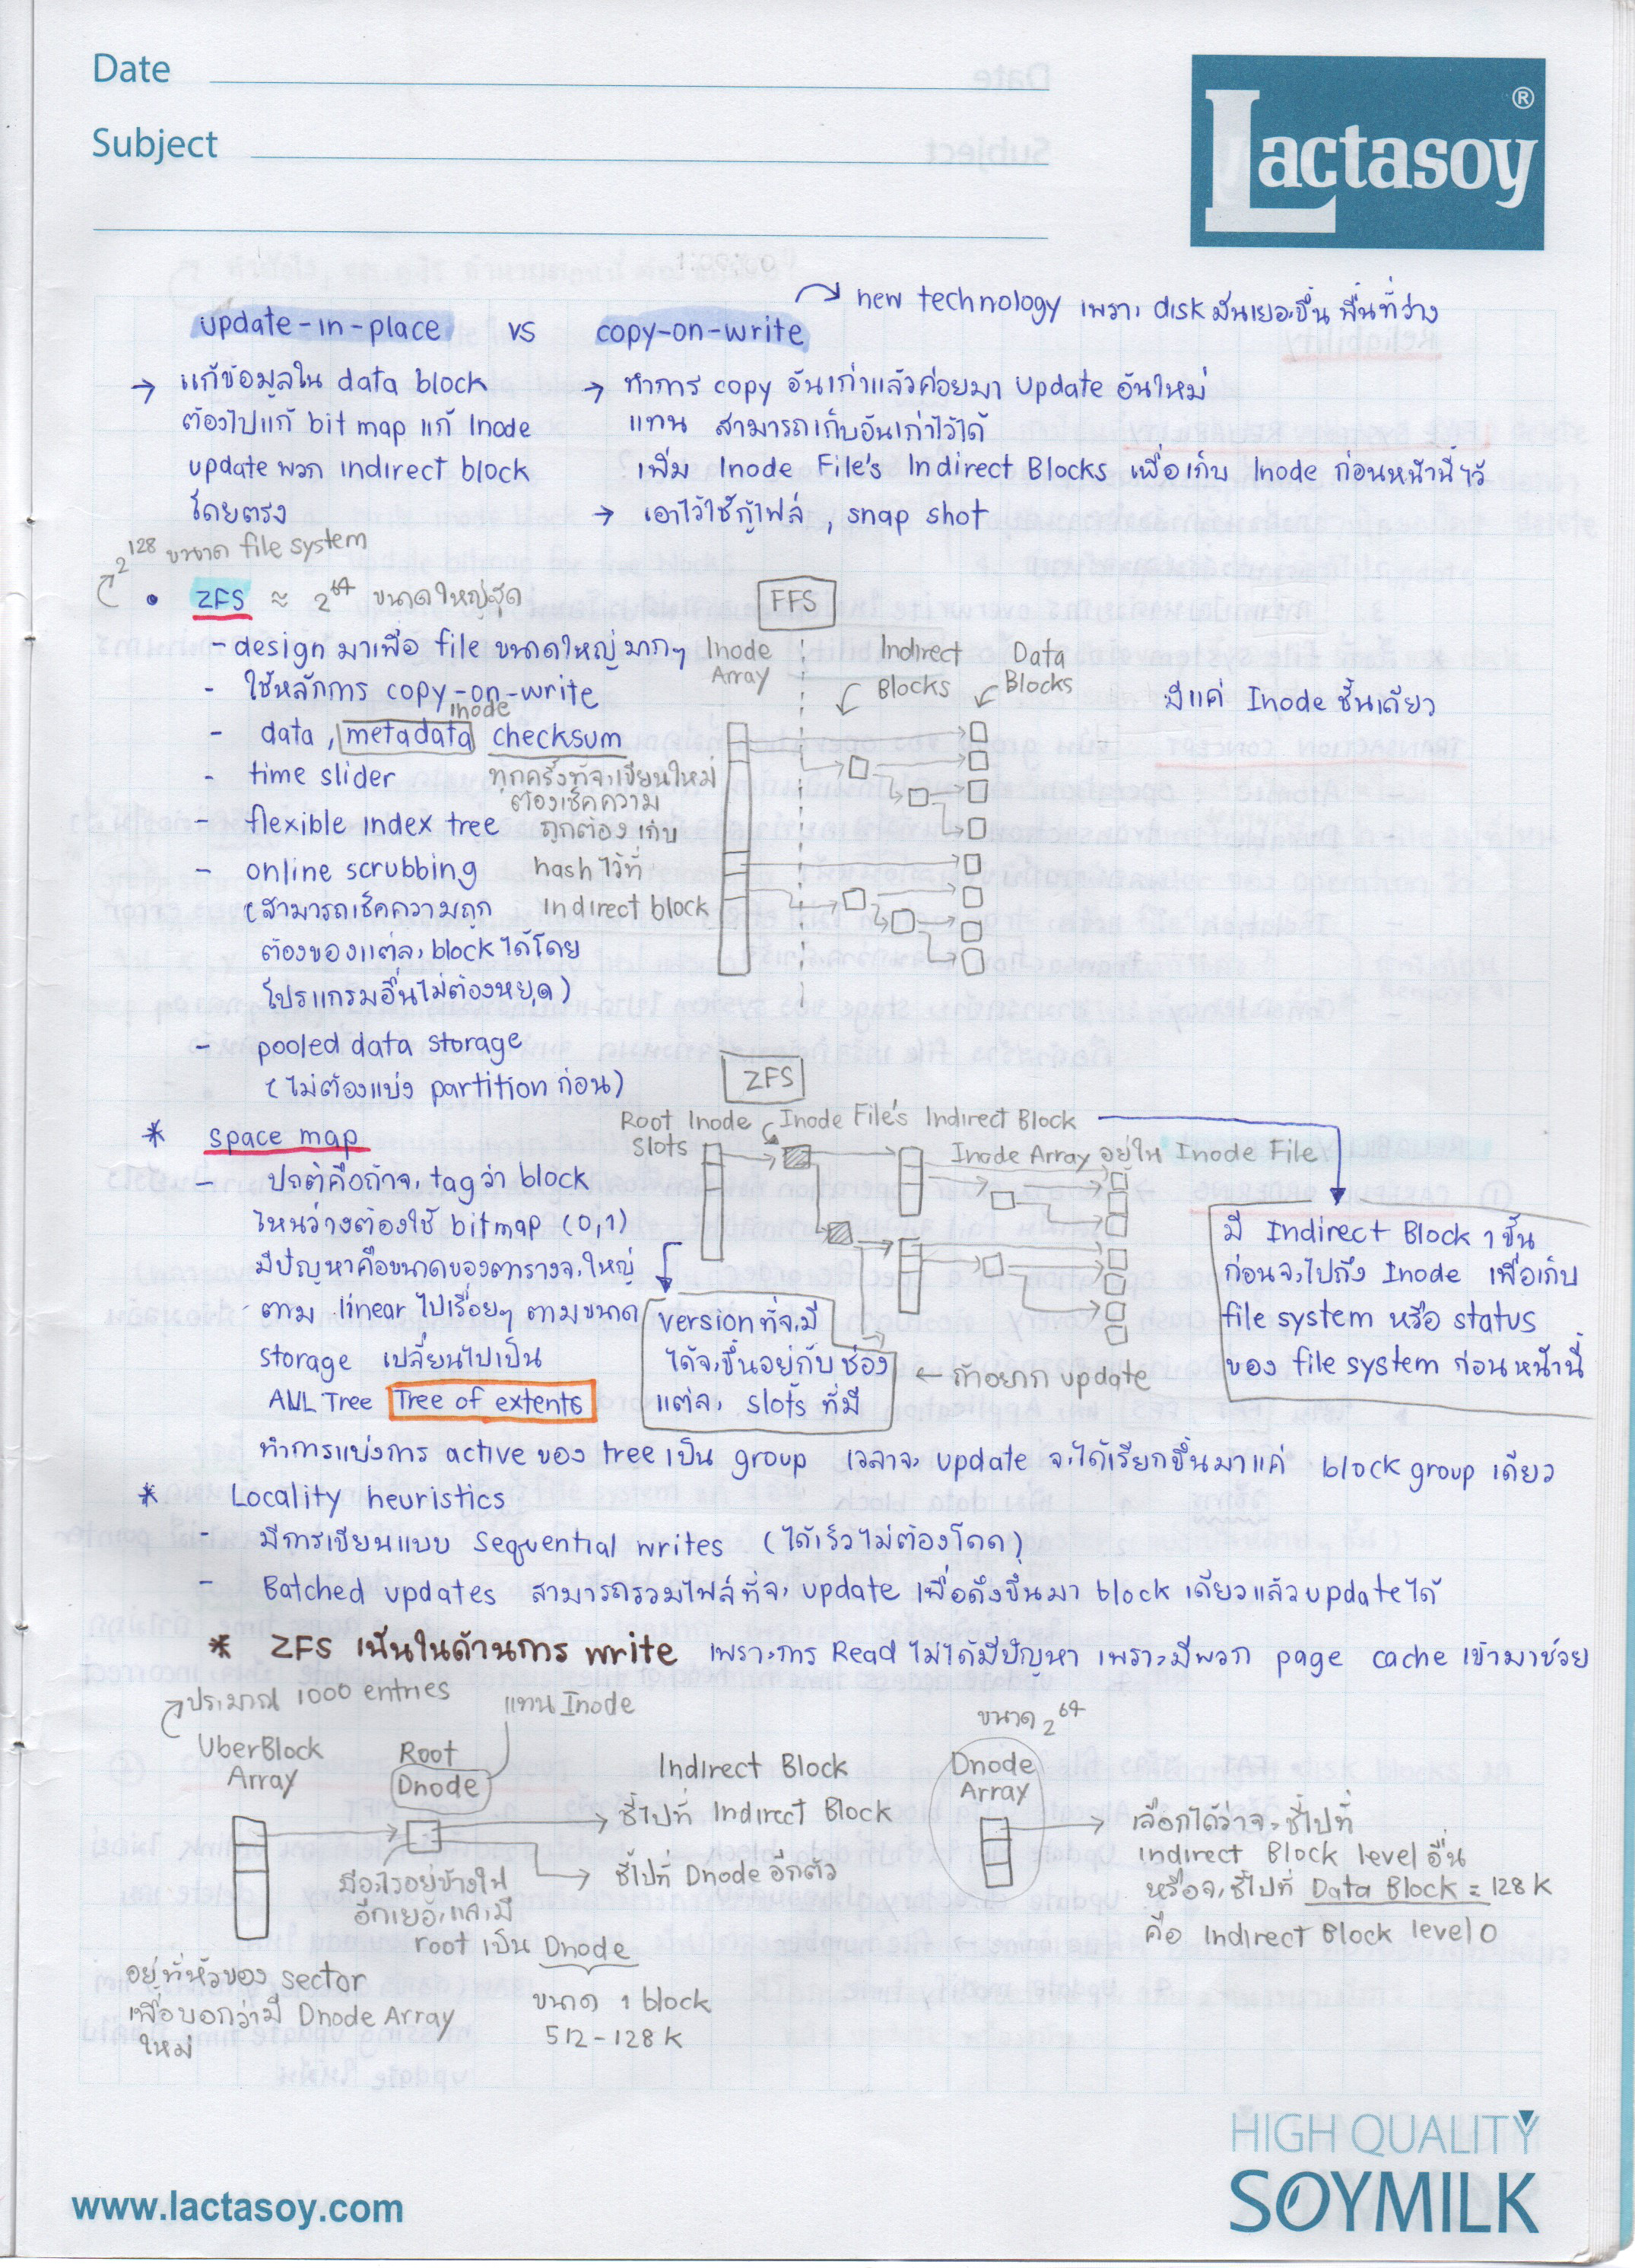 Date
Subject
Lactasoy ®
new technology เพราะ disk มันเยอะขึ้น พื้นที่ว่าง
update-in-place vs copy-on-write
→ แก้ข้อมูลใน data block
ต้องไปแก้ bit map แก้ Inode
update พวก indirect block
โดยตรง
→ ทำการ copy อันเก่าแล้วค่อยมา update อันใหม่
แทน สามารถเก็บอันเก่าไว้ได้
เพิ่ม Inode File's Indirect Blocks เพื่อเก็บ Inode ก่อนหน้านี้ไว้
→ เอาไว้ใช้กู้ไฟล์ , snap shot
2^128 ขนาด file system
• ZFS ≈ 2^64 ขนาดใหญ่สุด
- design มาเพื่อ file ขนาดใหญ่มากๆ
- ใช้หลักการ copy-on-write
inode
- data , metadata checksum
ทุกครั้งที่จะเขียนใหม่
ต้องเช็คความ
ถูกต้อง เก็บ
hash ไว้ที่
Indirect block
- time slider
- flexible index tree
- online scrubbing
(สามารถเช็คความถูก
ต้องของแต่ละ block ได้โดย
โปรแกรมอื่นไม่ต้องหยุด)
- pooled data storage
(ไม่ต้องแบ่ง partition ก่อน)
FFS
Inode Array
Indirect Blocks
Data Blocks
มีแค่ Inode ชั้นเดียว
ZFS
Root Inode Slots
Inode File's Indirect Block
Inode Array อยู่ใน Inode File
มี Indirect Block 1 ชั้น
ก่อนจะไปถึง Inode เพื่อเก็บ
file system หรือ status
ของ file system ก่อนหน้านี้
version ที่จะมี
ได้จะขึ้นอยู่กับช่อง
แต่ละ slots ที่มี
← ถ้าอยาก update
* space map
- ปกติคือถ้าจะ tag ว่า block
ไหนว่างต้องใช้ bitmap (0,1)
มีปัญหาคือขนาดของตารางจะใหญ่
ตาม linear ไปเรื่อยๆ ตามขนาด
storage เปลี่ยนไปเป็น
AVL Tree Tree of extents
ทำการแบ่งการ active ของ tree เป็น group เวลาจะ update จะได้เรียกขึ้นมาแค่ block group เดียว
* Locality heuristics
- มีการเขียนแบบ sequential writes (ได้เร็วไม่ต้องโดด)
- Batched updates สามารถรวมไฟล์ที่จะ update เพื่อดึงขึ้นมา block เดียวแล้ว update ได้
* ZFS เน้นในด้านการ write เพราะการ Read ไม่ได้มีปัญหา เพราะมีพวก page cache เข้ามาช่วย
ประมาณ 1000 entries
UberBlock Array
แทน Inode
Root
Dnode
Indirect Block
ชี้ไปที่ Indirect Block
ชี้ไปที่ Dnode อีกตัว
มีอะไรอยู่ข้างใน
อีกเยอะและมี
root เป็น Dnode
ขนาด 1 block
512 - 128 K
อยู่ที่หัวของ sector
เพื่อบอกว่ามี Dnode Array
ใหม่
ขนาด 2^64
Dnode Array
เลือกได้ว่าจะชี้ไปที่
Indirect Block level อื่น
หรือจะชี้ไปที่ Data Block = 128 K
คือ Indirect Block level 0
HIGH QUALITY
SOYMILK
www.lactasoy.com